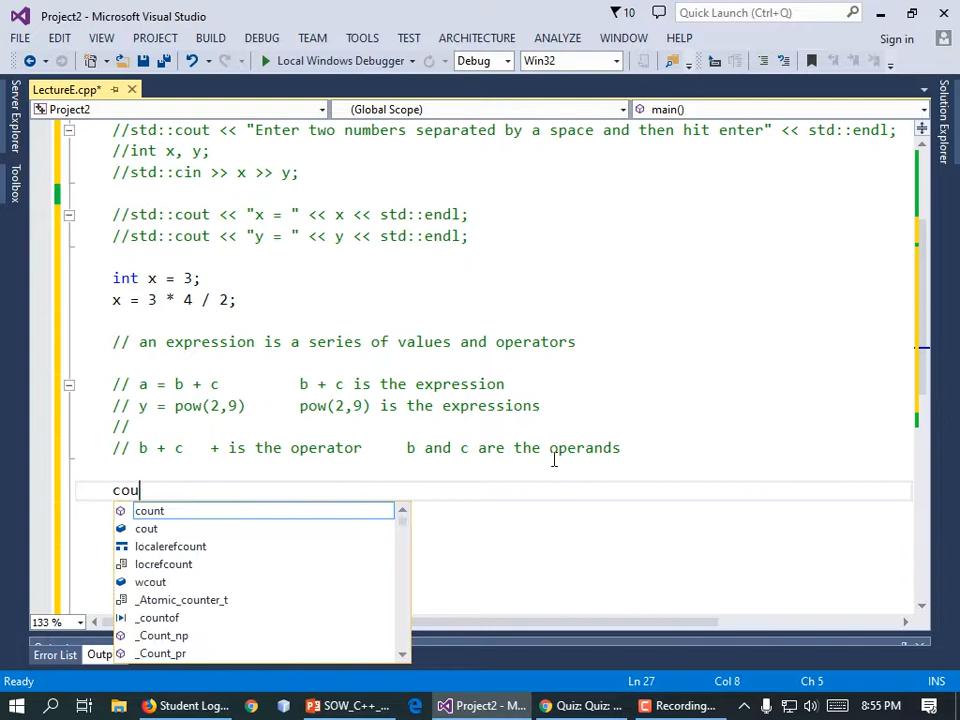 Project2 - Microsoft Visual Studio
10
Quick Launch (Ctrl+Q)
FILE EDIT VIEW PROJECT BUILD DEBUG TEAM TOOLS TEST ARCHITECTURE ANALYZE WINDOW HELP Sign in
Local Windows Debugger Debug Win32
Server Explorer
Toolbox
Solution Explorer
LectureE.cpp*
Project2 (Global Scope) main()
//std::cout << "Enter two numbers separated by a space and then hit enter" << std::endl;
//int x, y;
//std::cin >> x >> y;
//std::cout << "x = " << x << std::endl;
//std::cout << "y = " << y << std::endl;
int x = 3;
x = 3 * 4 / 2;
// an expression is a series of values and operators
// a = b + c b + c is the expression
// y = pow(2,9) pow(2,9) is the expressions
//
// b + c + is the operator b and c are the operands
cou
count
cout
localerefcount
locrefcount
wcout
_Atomic_counter_t
_countof
_Count_np
_Count_pr
133 %
Error List Outp
Ready Ln 27 Col 8 Ch 5 INS
Student Log... SOW_C++_... Project2 - M... Quiz: Quiz: ... Recording... 8:55 PM